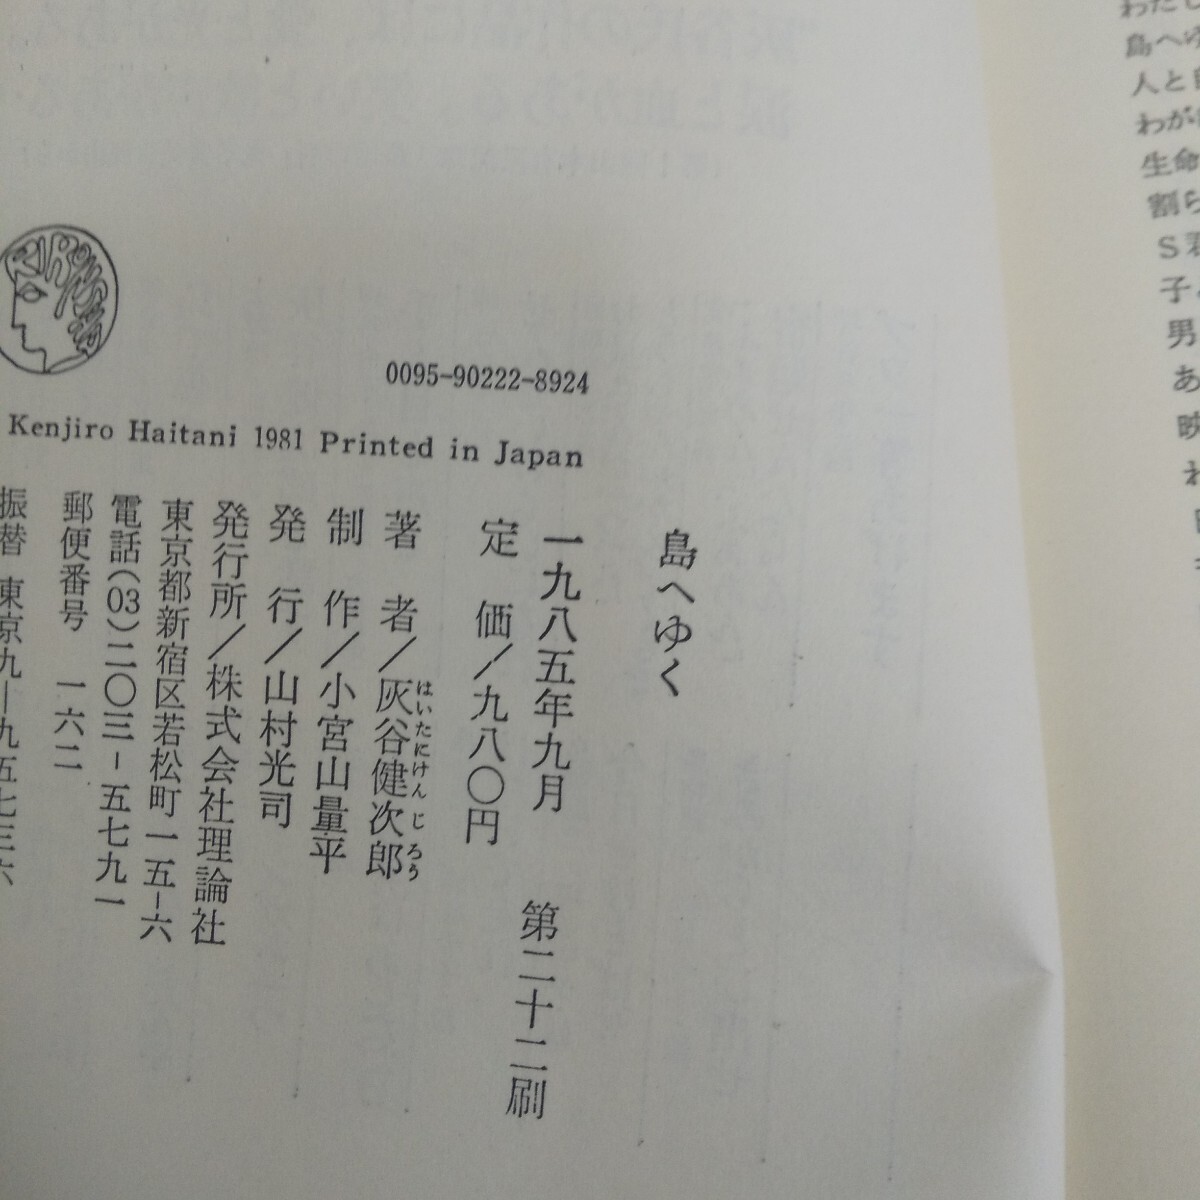 島へゆく
一九八五年九月 第二十二刷
定 価/九八〇円
著 者/灰谷健次郎
はいたにけんじろう
制 作/小宮山量平
発 行/山村光司
発行所/株式会社理論社
東京都新宿区若松町一五-六
電話(03)二〇三-五七九一
郵便番号 一六二
振替 東京九-九五七三六
Kenjiro Haitani 1981 Printed in Japan
0095-90222-8924
RIRONSHA
島へゆ
人と
わが
生命
割ら
S君
子
男
あ
映